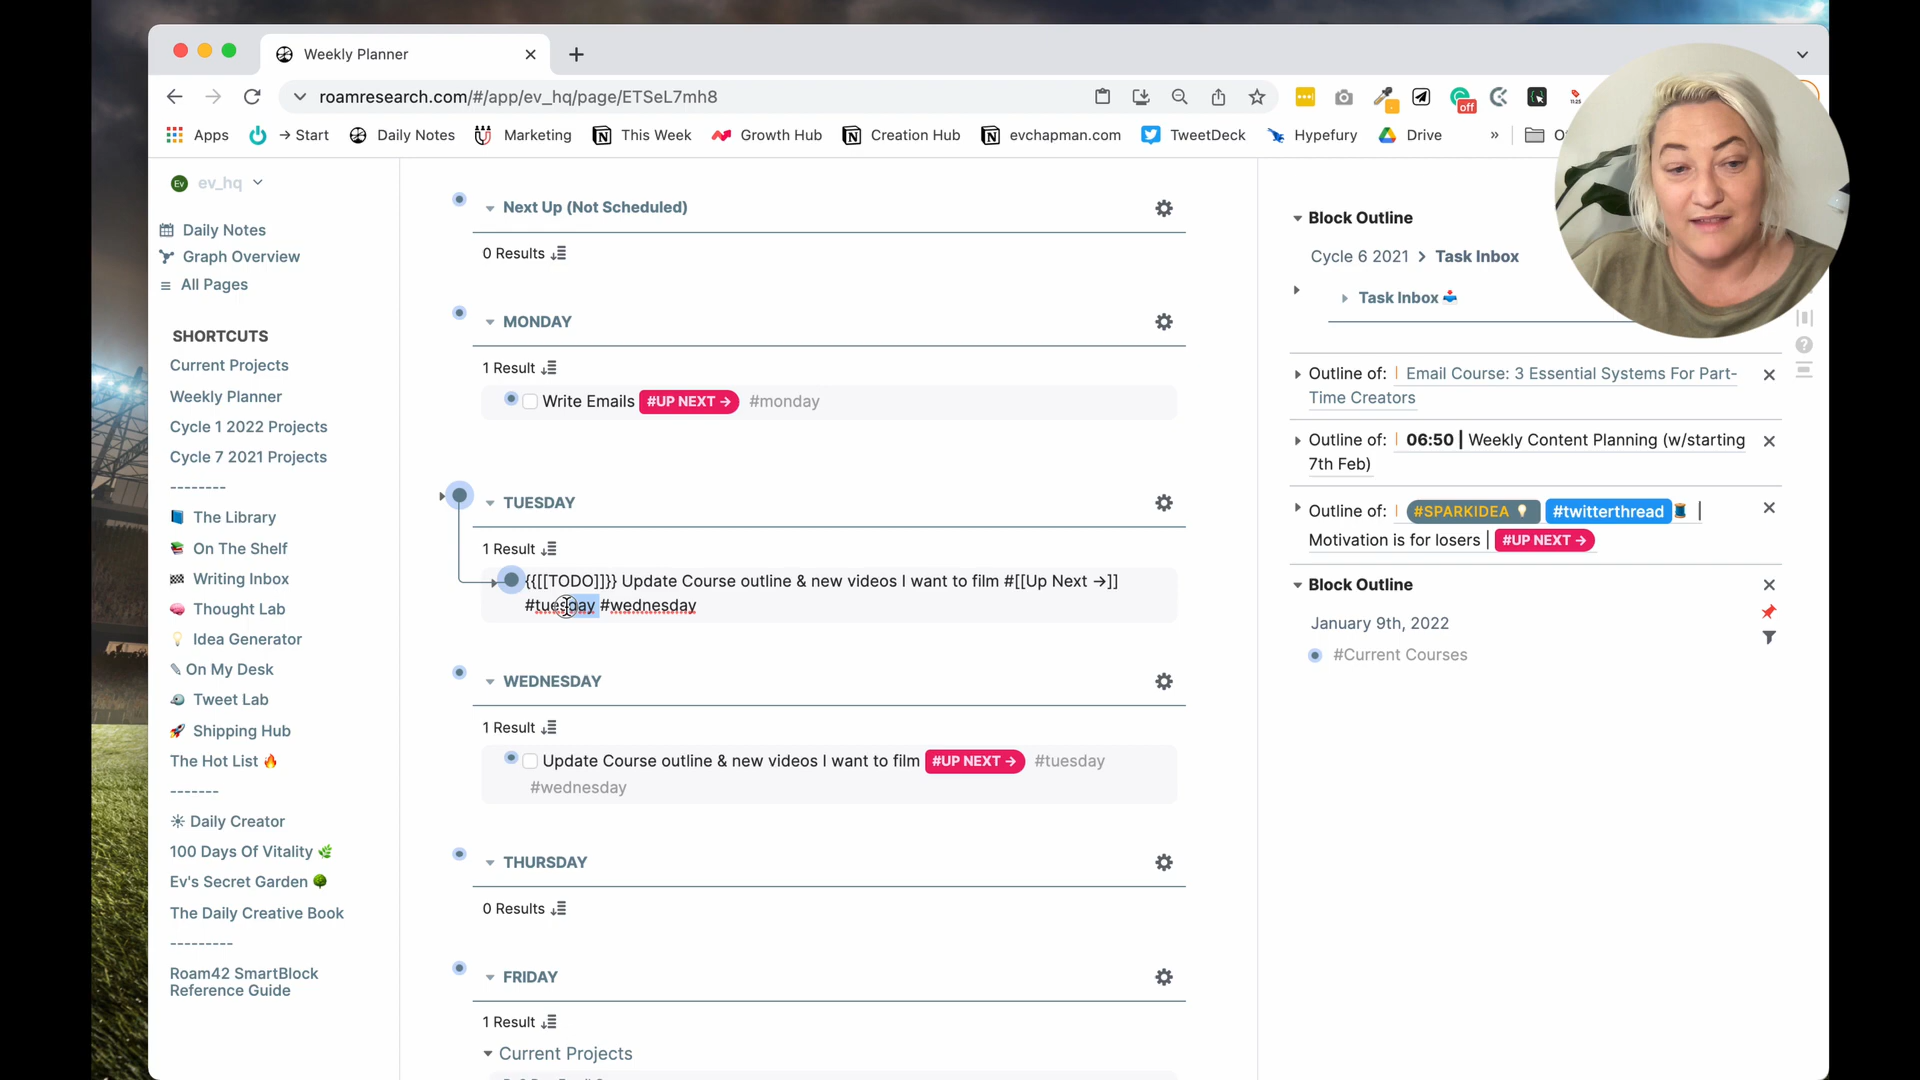 Weekly Planner
roamresearch.com/#/app/ev_hq/page/ETSeL7mh8
off
11:25
Apps
→ Start
Daily Notes
Marketing
This Week
Growth Hub
Creation Hub
evchapman.com
TweetDeck
Hypefury
Drive
»
Ev ev_hq
Daily Notes
Graph Overview
All Pages
SHORTCUTS
Current Projects
Weekly Planner
Cycle 1 2022 Projects
Cycle 7 2021 Projects
--------
📘 The Library
📚 On The Shelf
🏁 Writing Inbox
🧠 Thought Lab
💡 Idea Generator
✎ On My Desk
Tweet Lab
🚀 Shipping Hub
The Hot List 🔥
-------
☀ Daily Creator
100 Days Of Vitality 🌿
Ev's Secret Garden 🌳
The Daily Creative Book
---------
Roam42 SmartBlock
Reference Guide
Next Up (Not Scheduled)
0 Results
MONDAY
1 Result
Write Emails #UP NEXT → #monday
TUESDAY
1 Result
{{[[TODO]]}} Update Course outline & new videos I want to film #[[Up Next →]]
#tuesday #wednesday
WEDNESDAY
1 Result
Update Course outline & new videos I want to film #UP NEXT → #tuesday
#wednesday
THURSDAY
0 Results
FRIDAY
1 Result
Current Projects
Block Outline
Cycle 6 2021 > Task Inbox
Task Inbox 📥
Outline of: | Email Course: 3 Essential Systems For Part-
Time Creators
Outline of: | 06:50 | Weekly Content Planning (w/starting
7th Feb)
Outline of: | #SPARKIDEA 💡 #twitterthread 🧵 |
Motivation is for losers | #UP NEXT →
Block Outline
January 9th, 2022
#Current Courses